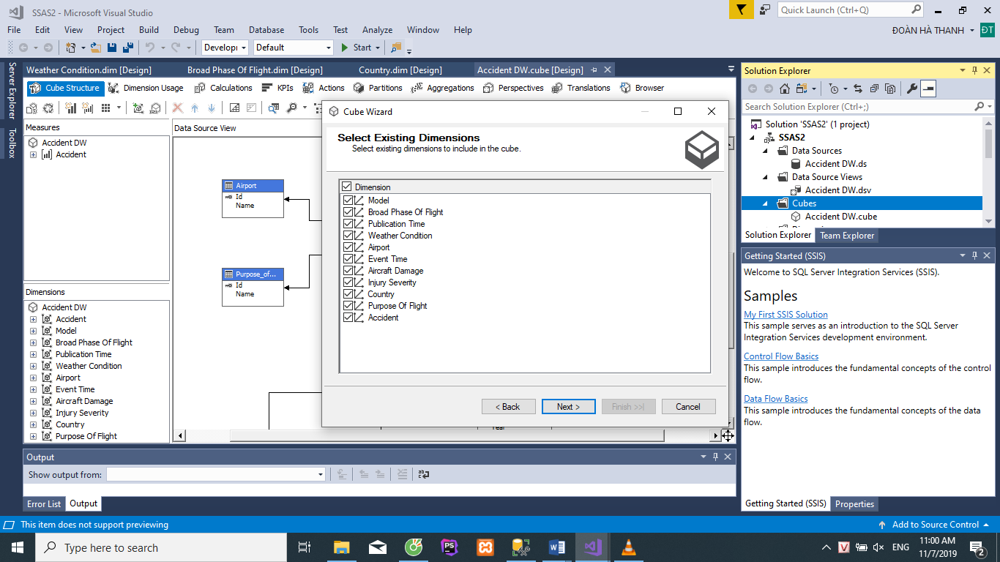 SSAS2 - Microsoft Visual Studio
Quick Launch (Ctrl+Q)
File Edit View Project Build Debug Team Database Tools Test Analyze Window Help
ĐOÀN HÀ THANH
ĐT
Default
Start
Server Explorer
Toolbox
Weather Condition.dim [Design]
Broad Phase Of Flight.dim [Design]
Country.dim [Design]
Accident DW.cube [Design]
Cube Structure
Dimension Usage
Calculations
KPIs
Actions
Partitions
Aggregations
Perspectives
Translations
Browser
Measures
Accident DW
Accident
Dimensions
Accident DW
Accident
Model
Broad Phase Of Flight
Publication Time
Weather Condition
Airport
Event Time
Aircraft Damage
Injury Severity
Country
Purpose Of Flight
Data Source View
Airport
Id
Name
Purpose_of...
Id
Name
Cube Wizard
Select Existing Dimensions
Select existing dimensions to include in the cube.
Dimension
Model
Broad Phase Of Flight
Publication Time
Weather Condition
Airport
Event Time
Aircraft Damage
Injury Severity
Country
Purpose Of Flight
Accident
< Back
Next >
Finish >>|
Cancel
Solution Explorer
Search Solution Explorer (Ctrl+;)
Solution 'SSAS2' (1 project)
SSAS2
Data Sources
Accident DW.ds
Data Source Views
Accident DW.dsv
Cubes
Accident DW.cube
Solution Explorer
Team Explorer
Getting Started (SSIS)
Welcome to SQL Server Integration Services (SSIS).
Samples
My First SSIS Solution
This sample serves as an introduction to the SQL Server
Integration Services development environment.
Control Flow Basics
This sample introduces the fundamental concepts of the control
flow.
Data Flow Basics
This sample introduces the fundamental concepts of the data
flow.
Getting Started (SSIS)
Properties
Output
Show output from:
Error List
Output
This item does not support previewing
Add to Source Control
Type here to search
ENG
11:00 AM
11/7/2019
2